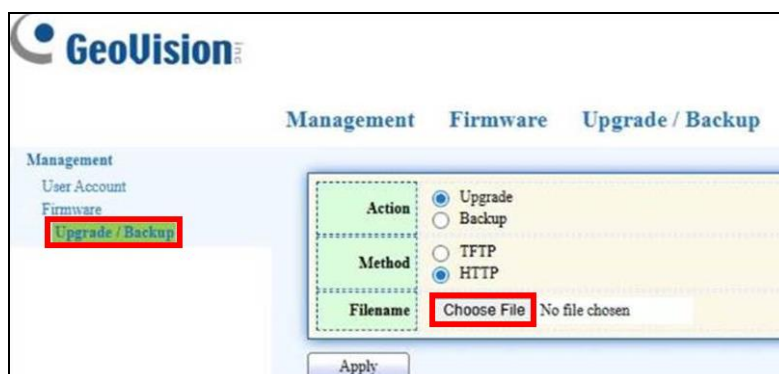 GeoVision inc
Management Firmware Upgrade / Backup
Management
User Account
Firmware
Upgrade / Backup
Action
Upgrade
Backup
Method
TFTP
HTTP
Filename
Choose File No file chosen
Apply